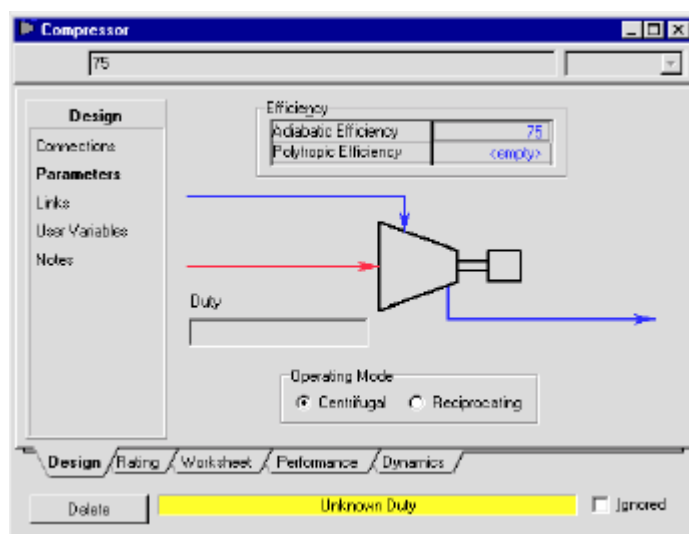 Compressor
75
Design
Connections
Parameters
Links
User Variables
Notes
Efficiency
Adiabatic Efficiency 75
Polytropic Efficiency <empty>
Duty
Operating Mode
Centrifugal Reciprocating
Design Rating Worksheet Performance Dynamics
Delete Unknown Duty Ignored